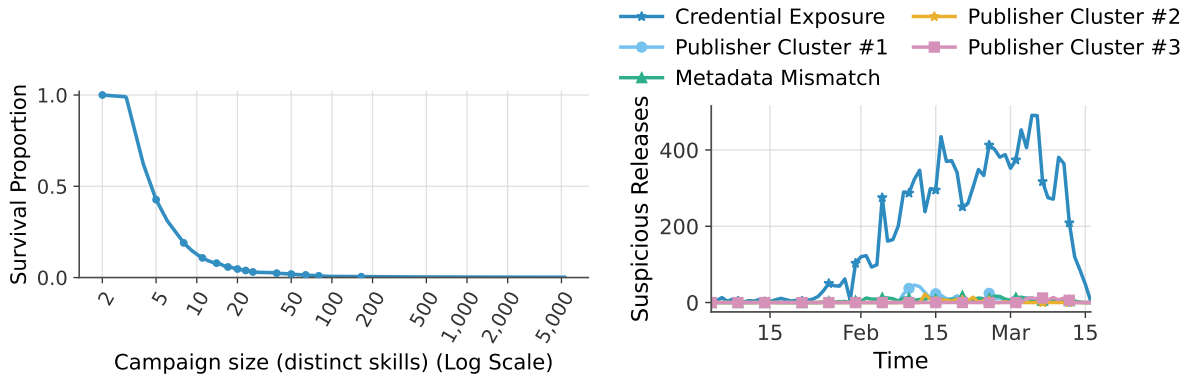 Survival Proportion
1.0
0.5
0.0
2
5
10
20
50
100
200
500
1,000
2,000
5,000
Campaign size (distinct skills) (Log Scale)
Credential Exposure
Publisher Cluster #1
Metadata Mismatch
Publisher Cluster #2
Publisher Cluster #3
Suspicious Releases
400
200
0
15
Feb
15
Mar
15
Time